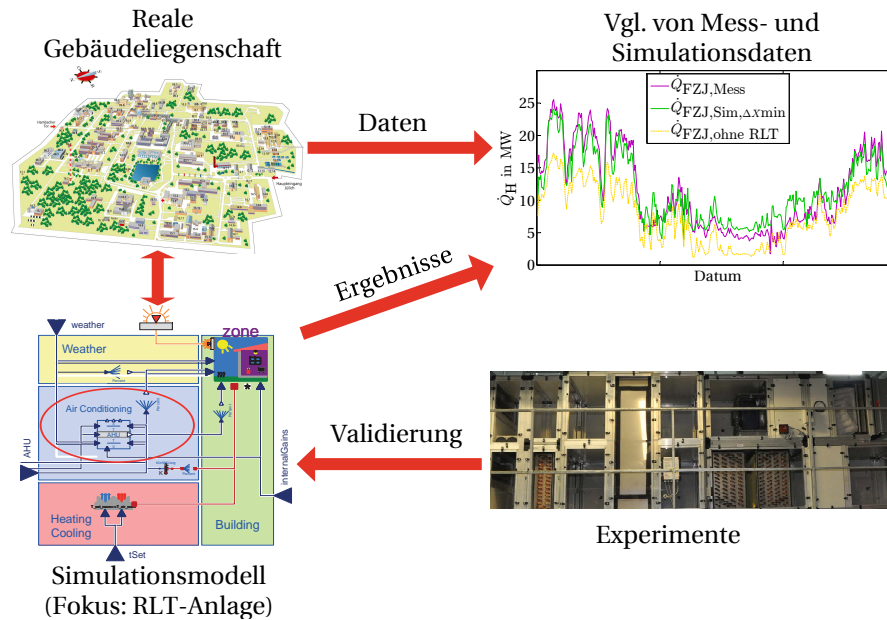 Reale
Gebäudeliegenschaft
Haupteingang
Vgl. von Mess- und
Simulationsdaten
Q̇FZJ,Mess
Q̇FZJ,Sim,Δxmin
Q̇FZJ,ohne RLT
Q̇H in MW
25
20
15
10
5
0
Datum
Daten
Ergebnisse
Validierung
weather
Weather
zone
Air Conditioning
AHU
AHU
internalGains
Heating
Cooling
Building
tSet
Simulationsmodell
(Fokus: RLT-Anlage)
Experimente